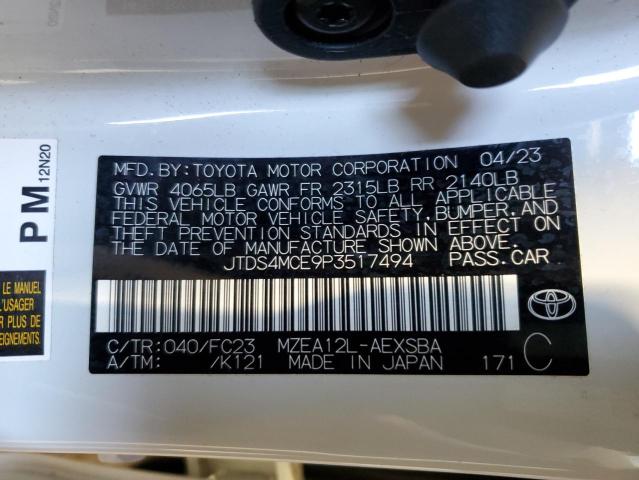 PM 12N20
LE MANUEL
L'USAGER
R PLUS DE
EIGNEMENTS.
MFD.BY:TOYOTA MOTOR CORPORATION 04/23
GVWR 4065LB GAWR FR 2315LB RR 2140LB
THIS VEHICLE CONFORMS TO ALL APPLICABLE
FEDERAL MOTOR VEHICLE SAFETY,BUMPER,AND
THEFT PREVENTION STANDARDS IN EFFECT ON
THE DATE OF MANUFACTURE SHOWN ABOVE.
JTDS4MCE9P3517494 PASS.CAR
TOYOTA
C/TR:040/FC23 MZEA12L-AEXSBA
A/TM: /K121 MADE IN JAPAN 171 C